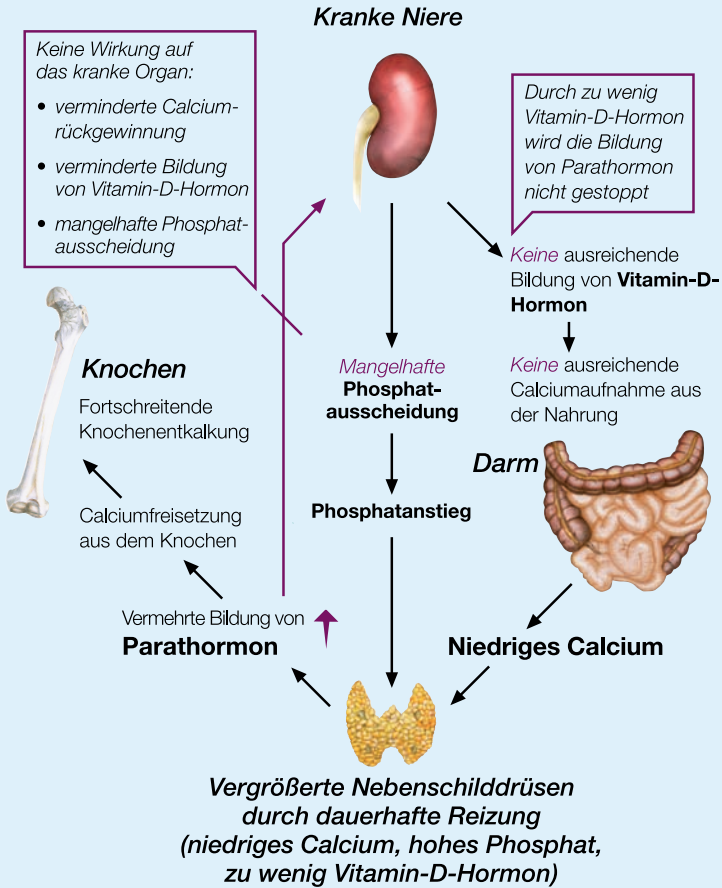 Kranke Niere
Keine Wirkung auf
das kranke Organ:
• verminderte Calcium-
rückgewinnung
• verminderte Bildung
von Vitamin-D-Hormon
• mangelhafte Phosphat-
ausscheidung
Durch zu wenig
Vitamin-D-Hormon
wird die Bildung
von Parathormon
nicht gestoppt
Keine ausreichende
Bildung von Vitamin-D-
Hormon
Keine ausreichende
Calciumaufnahme aus
der Nahrung
Mangelhafte
Phosphat-
ausscheidung
Phosphatanstieg
Knochen
Fortschreitende
Knochenentkalkung
Calciumfreisetzung
aus dem Knochen
Vermehrte Bildung von
Parathormon
Darm
Niedriges Calcium
Vergrößerte Nebenschilddrüsen
durch dauerhafte Reizung
(niedriges Calcium, hohes Phosphat,
zu wenig Vitamin-D-Hormon)